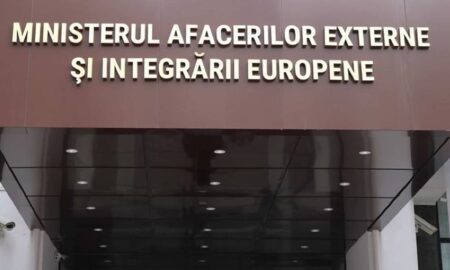 MINISTERUL AFACERILOR EXTERNE
ŞI INTEGRĂRII EUROPENE